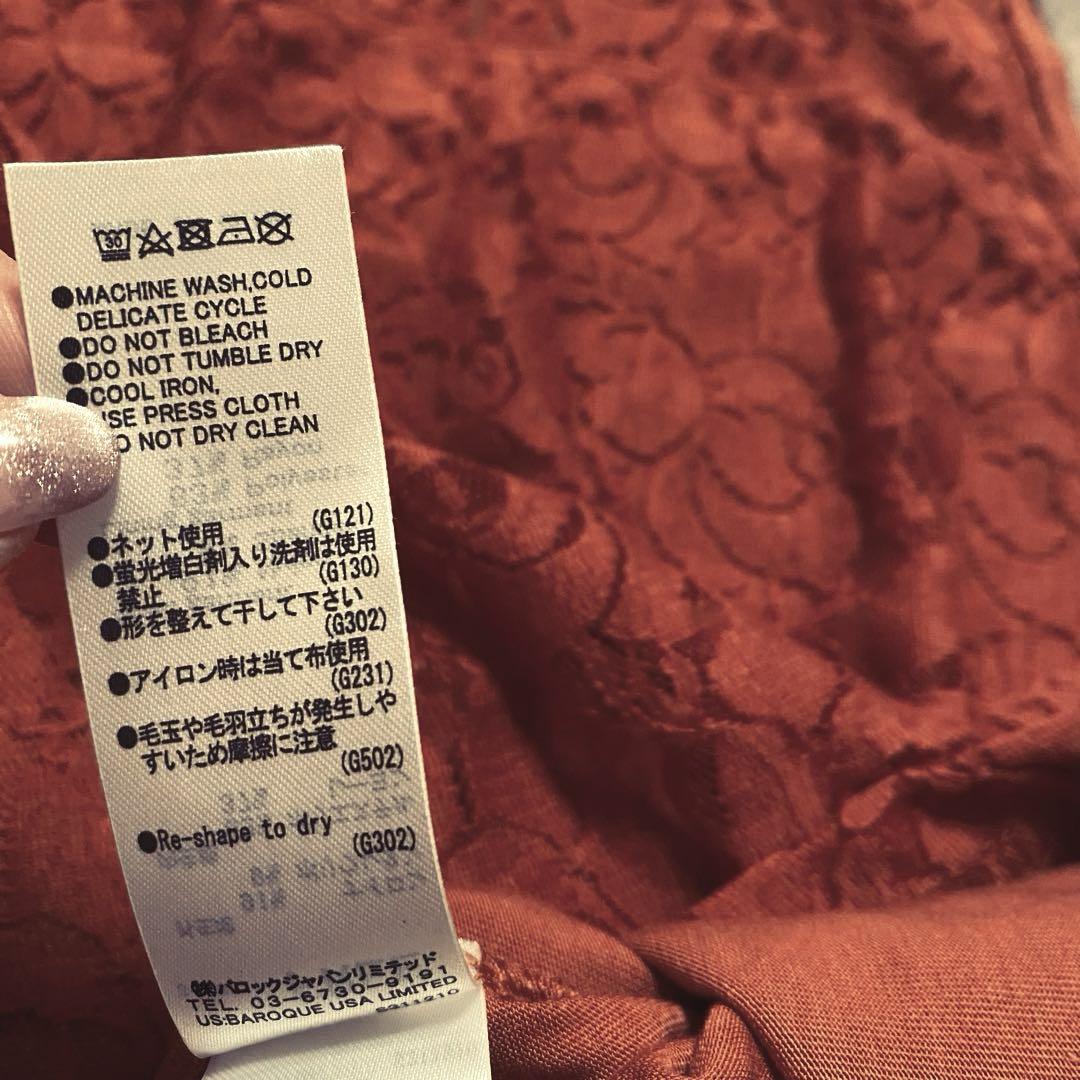 30
●MACHINE WASH,COLD
DELICATE CYCLE
●DO NOT BLEACH
●DO NOT TUMBLE DRY
●COOL IRON,
SE PRESS CLOTH
O NOT DRY CLEAN
●ネット使用 (G121)
●蛍光増白剤入り洗剤は使用
禁止 (G130)
●形を整えて干して下さい
(G302)
●アイロン時は当て布使用
(G231)
●毛玉や毛羽立ちが発生しや
すいため摩擦に注意
(G502)
●Re-shape to dry
(G302)
㈱バロックジャパンリミテッド
TEL. 03-6730-9191
US:BAROQUE USA LIMITED